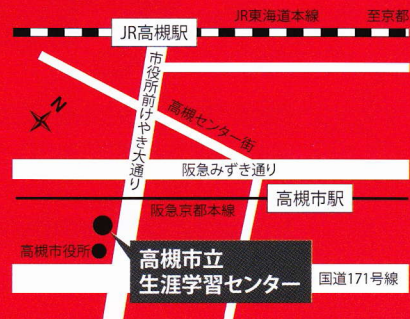 JR東海道本線
至京都
JR高槻駅
市役所前けやき大通り
N
高槻センター街
阪急みずき通り
高槻市駅
阪急京都本線
高槻市役所
高槻市立
生涯学習センター
国道171号線